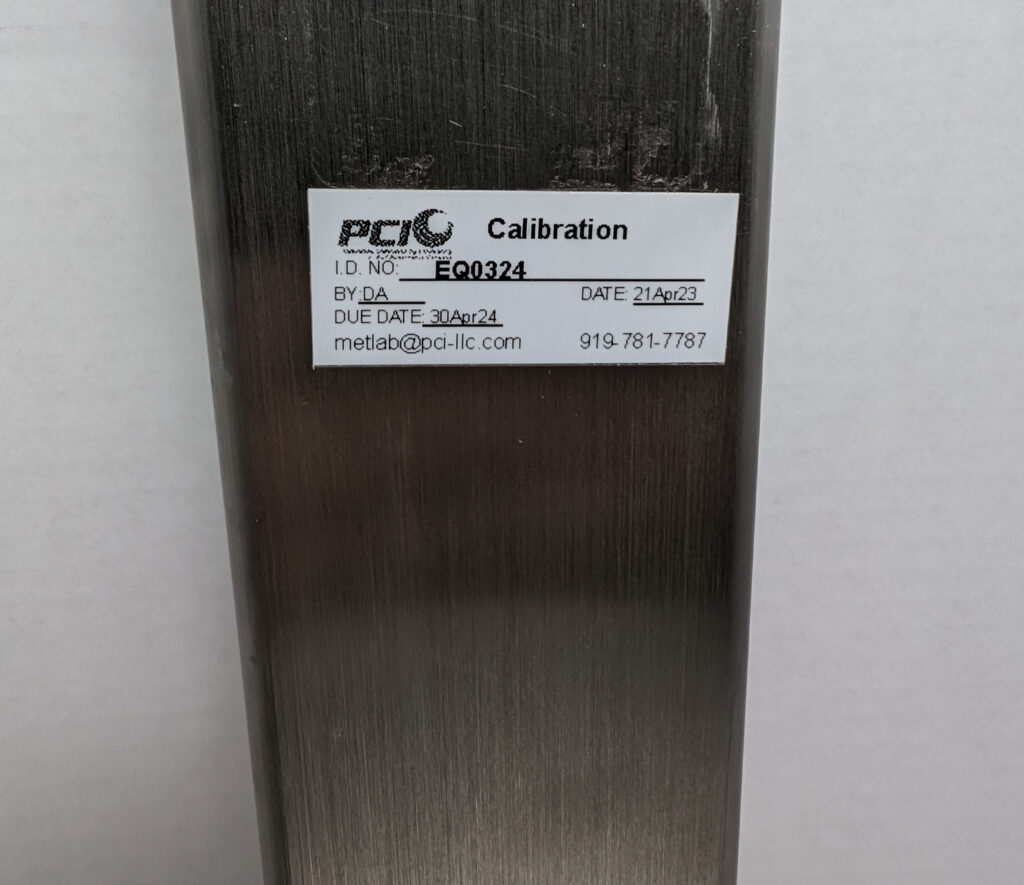 PCI Calibration
I.D. NO: EQ0324
BY: DA DATE: 21Apr23
DUE DATE: 30Apr24
metlab@pci-llc.com 919-781-7787